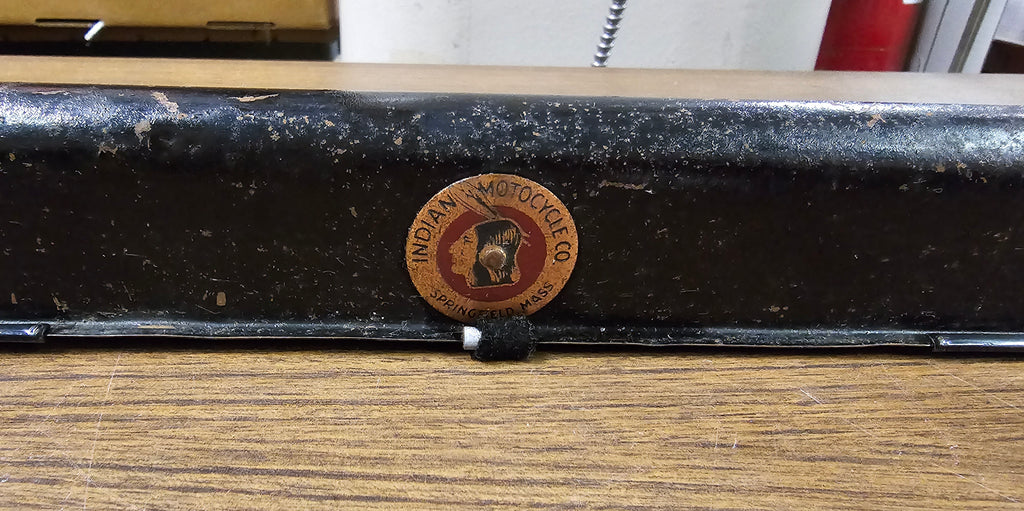 INDIAN MOTOCYCLE CO
SPRINGFIELD MASS